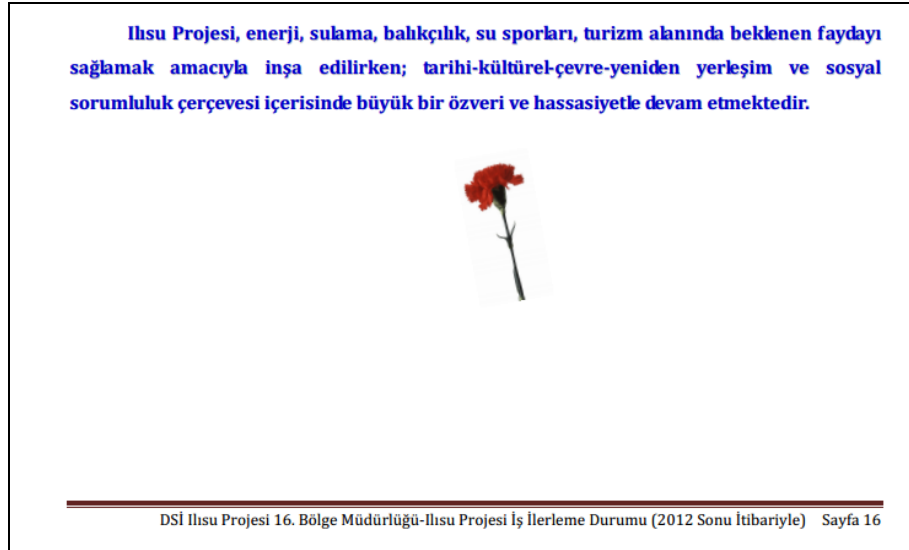 Ilısu Projesi, enerji, sulama, balıkçılık, su sporları, turizm alanında beklenen faydayı
sağlamak amacıyla inşa edilirken; tarihi-kültürel-çevre-yeniden yerleşim ve sosyal
sorumluluk çerçevesi içerisinde büyük bir özveri ve hassasiyetle devam etmektedir.
DSİ Ilısu Projesi 16. Bölge Müdürlüğü-Ilısu Projesi İş İlerleme Durumu (2012 Sonu İtibariyle) Sayfa 16